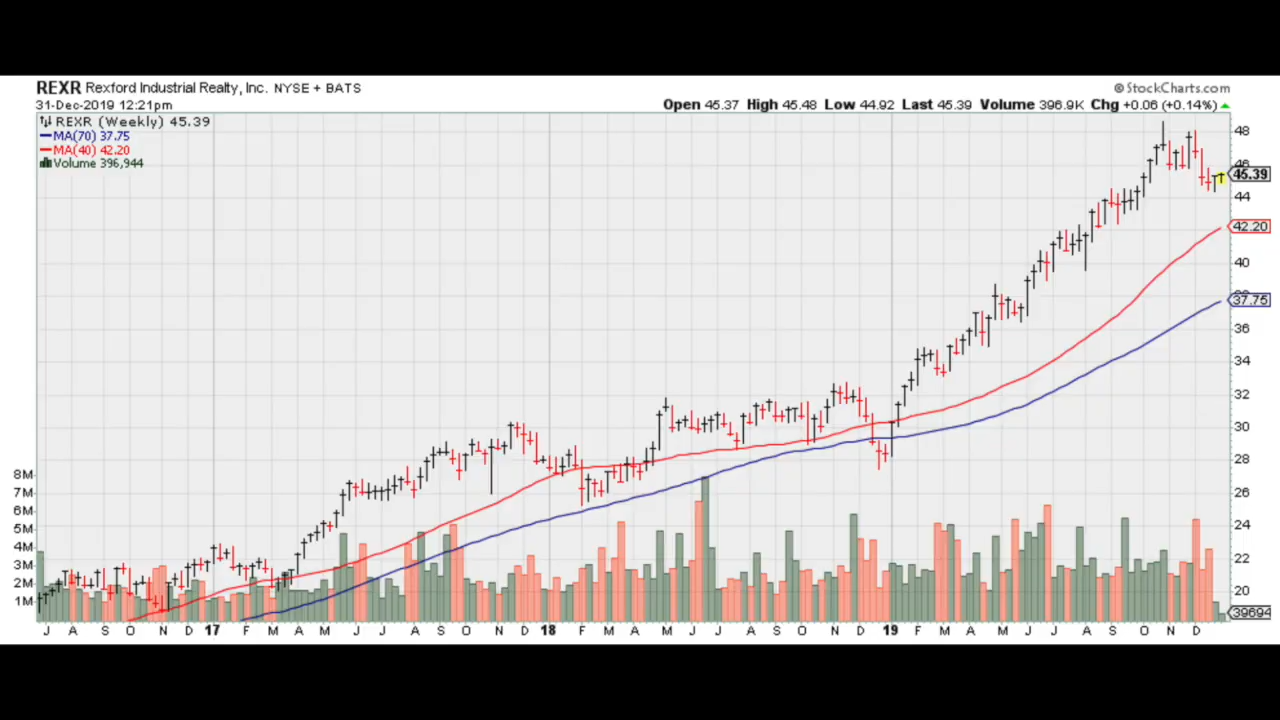 REXR Rexford Industrial Realty, Inc. NYSE + BATS
© StockCharts.com
31-Dec-2019 12:21pm
Open 45.37 High 45.48 Low 44.92 Last 45.39 Volume 396.9K Chg +0.06 (+0.14%)
REXR (Weekly) 45.39
MA(70) 37.75
MA(40) 42.20
Volume 396,944
48
46
45.39
44
42.20
40
37.75
36
34
32
30
28
26
24
22
20
39694
8M
7M
6M
5M
4M
3M
2M
1M
J A S O N D 17 F M A M J J A S O N D 18 F M A M J J A S O N D 19 F M A M J J A S O N D